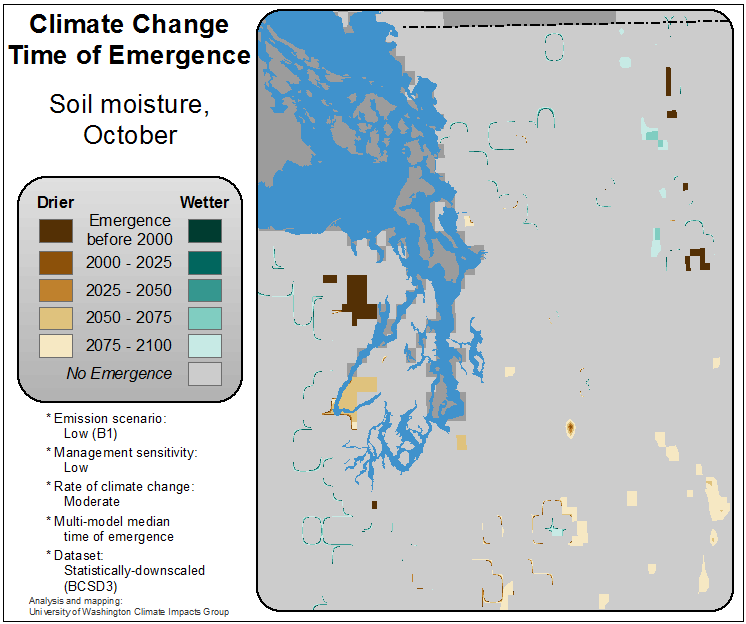 Climate Change
Time of Emergence
Soil moisture,
October
Drier
Wetter
Emergence
before 2000
2000 - 2025
2025 - 2050
2050 - 2075
2075 - 2100
No Emergence
* Emission scenario:
Low (B1)
* Management sensitivity:
Low
* Rate of climate change:
Moderate
* Multi-model median
time of emergence
* Dataset:
Statistically-downscaled
(BCSD3)
Analysis and mapping:
University of Washington Climate Impacts Group